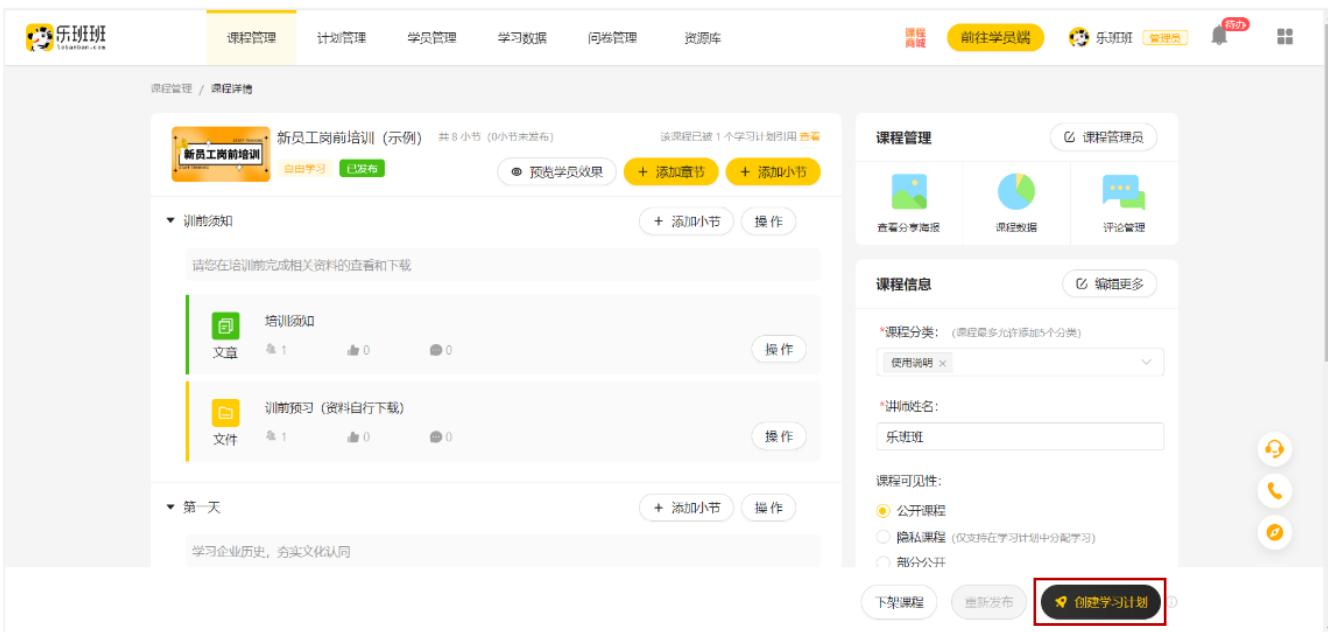 乐班班
lebanban.com
课程管理 计划管理 学员管理 学习数据 问卷管理 资源库
课程
商城
前往学员端
乐班班 管理员
待办
课程管理 / 课程详情
新员工岗前培训
新员工岗前培训（示例） 共 8 小节 (0小节未发布) 该课程已被 1 个学习计划引用 查看
自由学习 已发布 预览学员效果 + 添加章节 + 添加小节
训前须知 + 添加小节 操作
请您在培训前完成相关资料的查看和下载
培训须知
文章 1 0 0 操作
训前预习（资料自行下载）
文件 1 0 0 操作
第一天 + 添加小节 操作
学习企业历史，夯实文化认同
课程管理 课程管理员
查看分享海报 课程数据 评论管理
课程信息 编辑更多
*课程分类: (课程最多允许添加5个分类)
使用说明 ×
*讲师姓名:
乐班班
课程可见性:
公开课程
隐私课程 (仅支持在学习计划中分配学习)
部分公开
下架课程 重新发布 创建学习计划